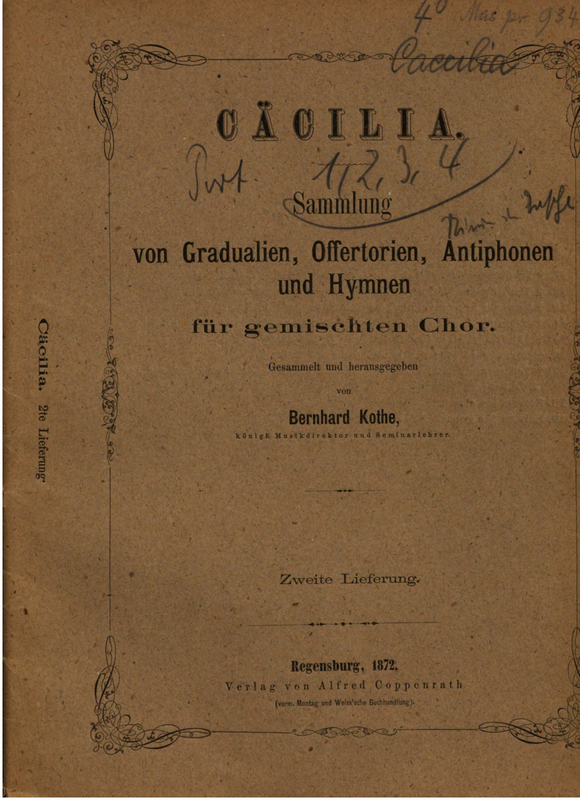 4° Mus pr 934
Caecilia
CÄCILIA.
Part. 1, 2, 3, 4
Sammlung
von Gradualien, Offertorien, Antiphonen
und Hymnen
für gemischten Chor.
Gesammelt und herausgegeben
von
Bernhard Kothe,
königl. Musikdirektor und Seminarlehrer.
Zweite Lieferung.
Regensburg, 1872.
Verlag von Alfred Coppenrath
(vorm. Montag und Weiss'sche Buchhandlung).
Cäcilia. 2te Lieferung